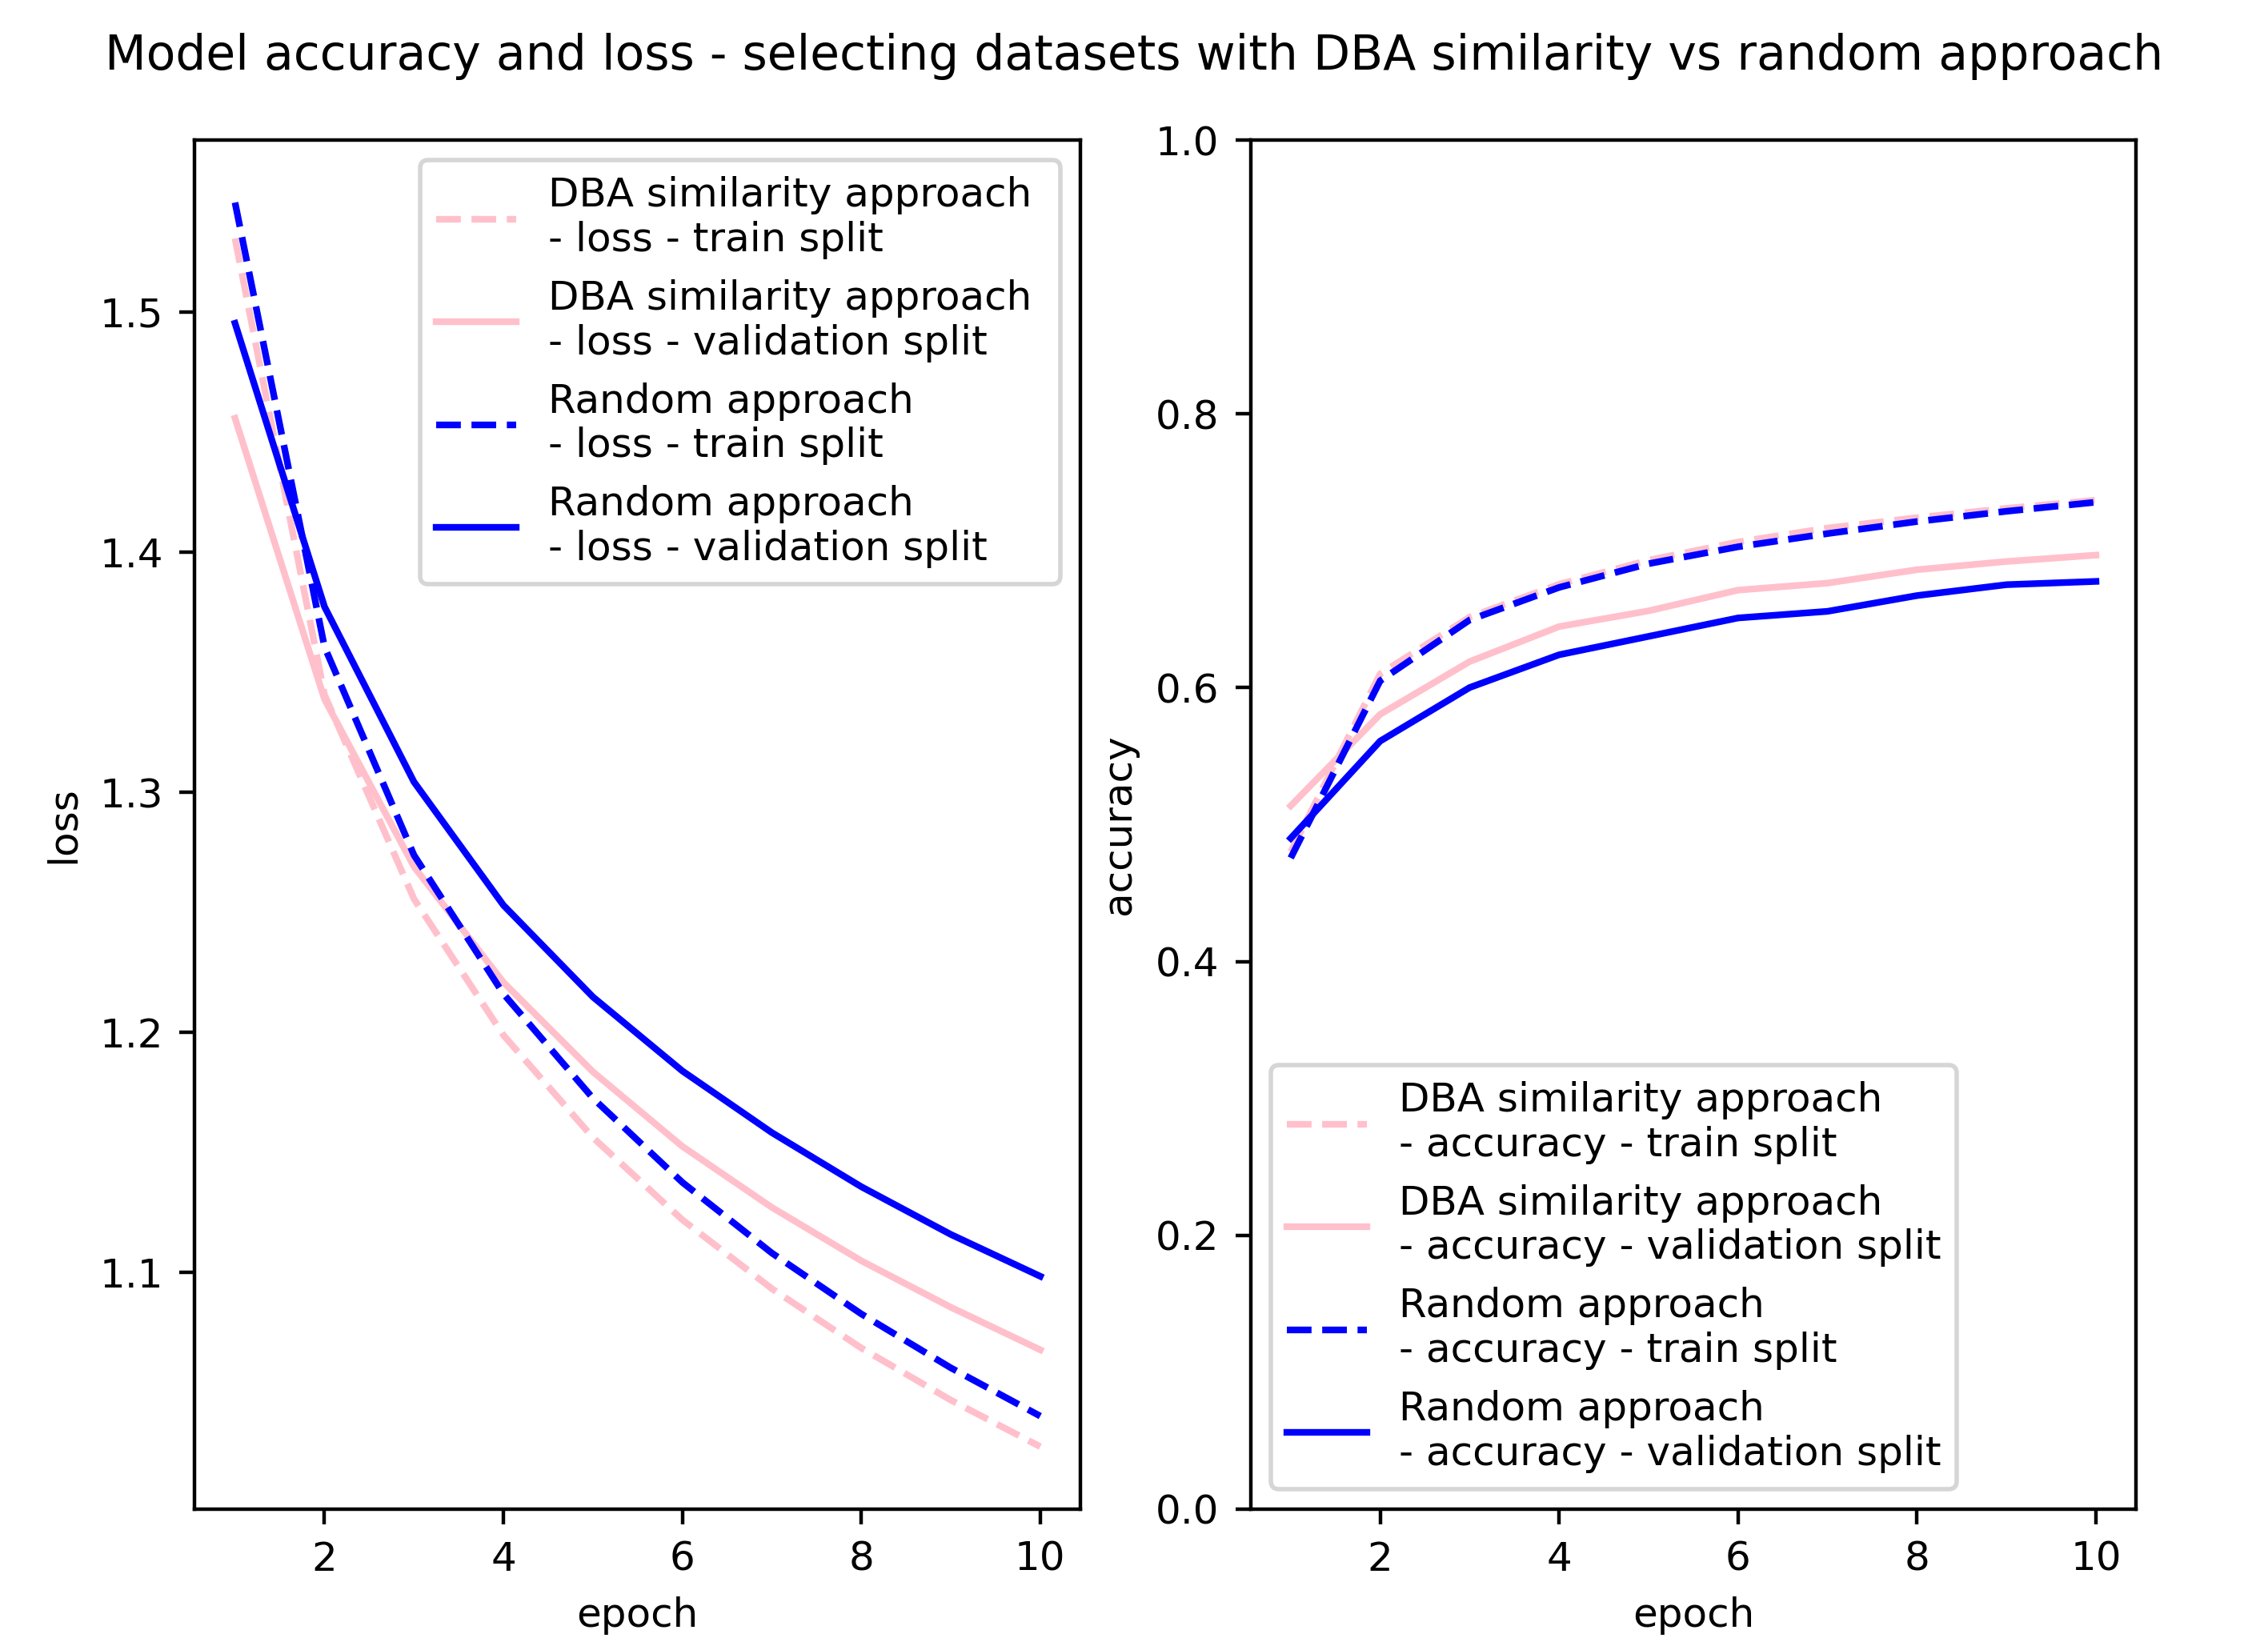 Model accuracy and loss - selecting datasets with DBA similarity vs random approach
loss
1.5
1.4
1.3
1.2
1.1
DBA similarity approach
- loss - train split
DBA similarity approach
- loss - validation split
Random approach
- loss - train split
Random approach
- loss - validation split
2
4
6
8
10
epoch
accuracy
1.0
0.8
0.6
0.4
0.2
0.0
DBA similarity approach
- accuracy - train split
DBA similarity approach
- accuracy - validation split
Random approach
- accuracy - train split
Random approach
- accuracy - validation split
2
4
6
8
10
epoch